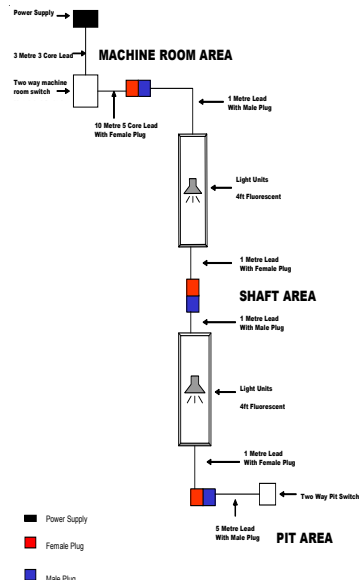 Power Supply
3 Metre 3 Core Lead
MACHINE ROOM AREA
Two way machine
room switch
10 Metre 5 Core Lead
With Female Plug
1 Metre Lead
With Male Plug
Light Units
4ft Fluorescent
1 Metre Lead
With Female Plug
SHAFT AREA
1 Metre Lead
With Male Plug
Light Units
4ft Fluorescent
1 Metre Lead
With Female Plug
Two Way Pit Switch
5 Metre Lead
With Male Plug
PIT AREA
Power Supply
Female Plug
Male Plug